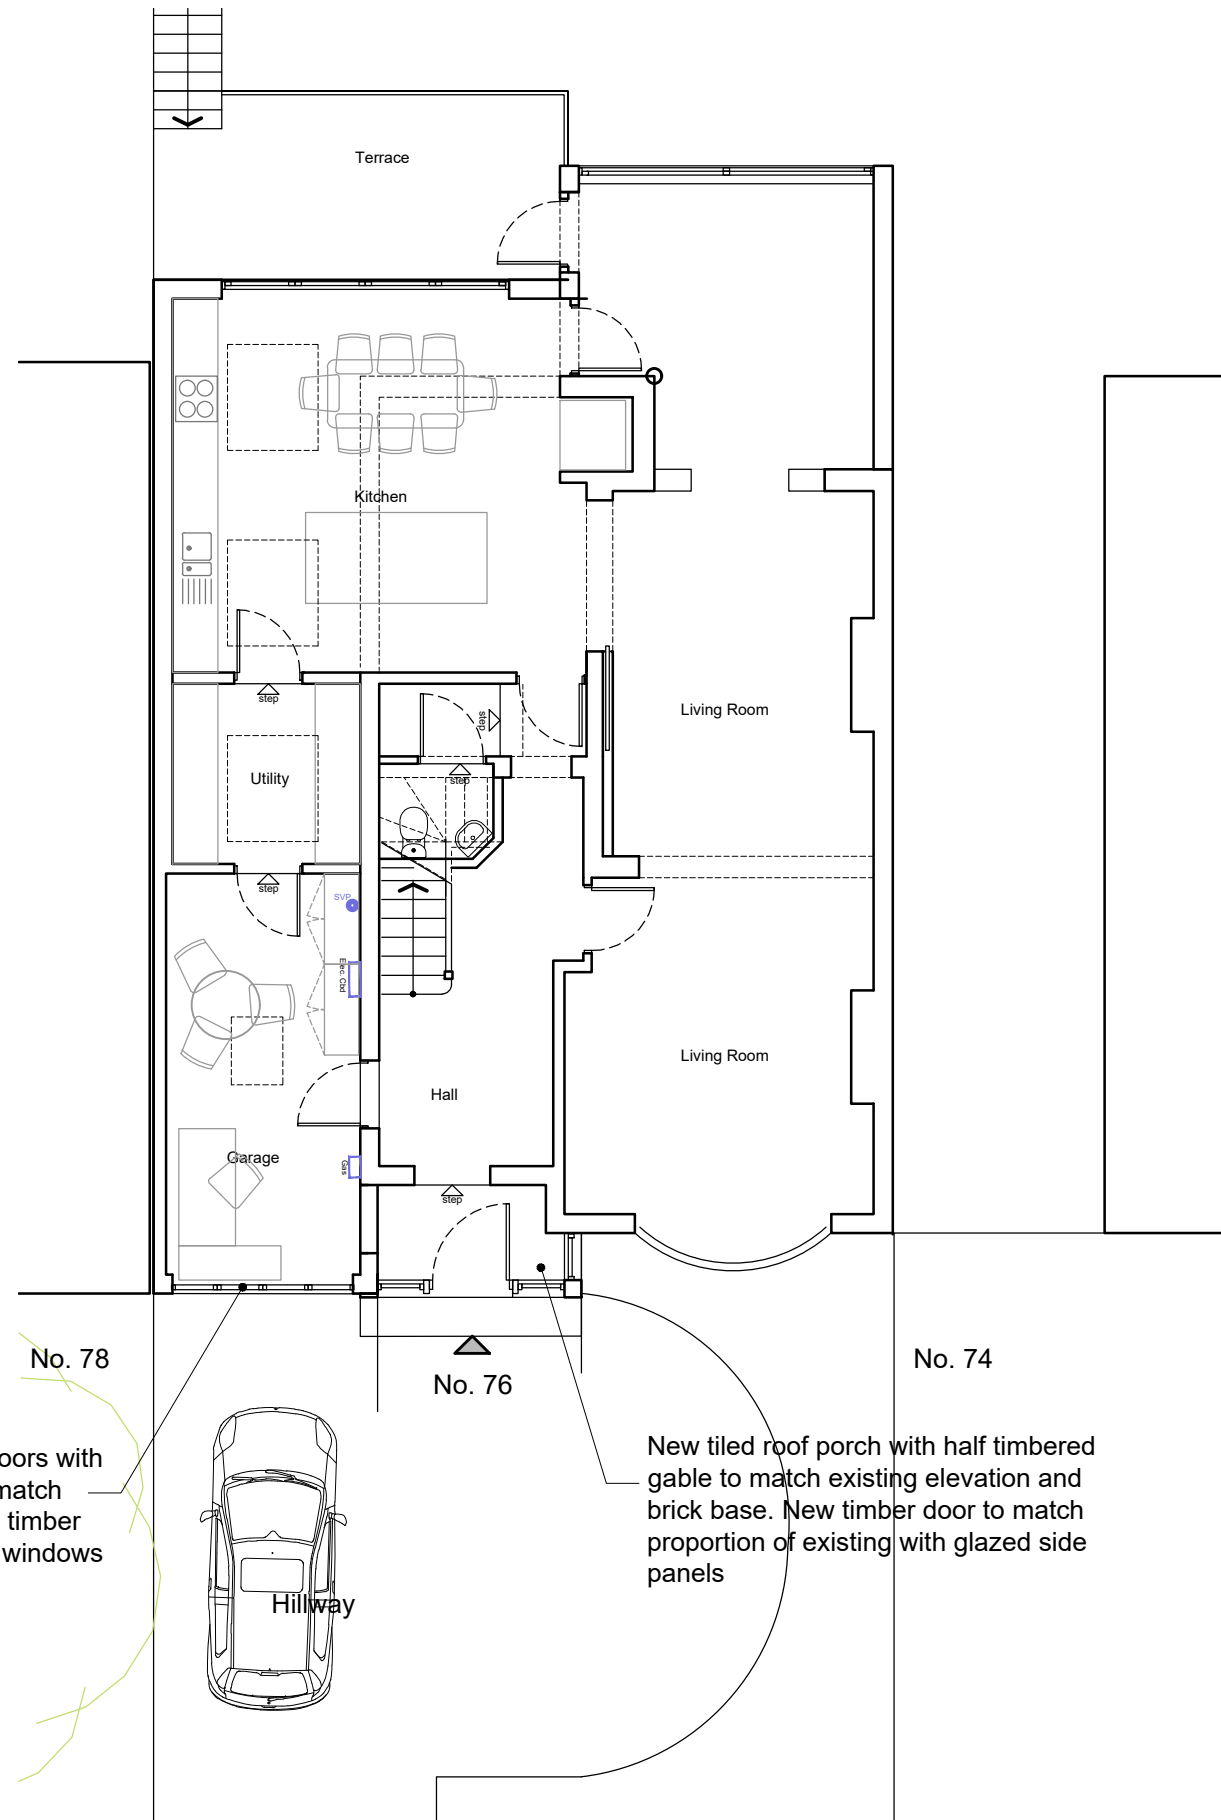 Terrace
Kitchen
step
Utility
step
step
step
Living Room
SVP
Elec. Cbd
Living Room
Hall
Garage
Gas
step
No. 78
No. 76
No. 74
oors with
match
timber
windows
New tiled roof porch with half timbered
gable to match existing elevation and
brick base. New timber door to match
proportion of existing with glazed side
panels
Hillway